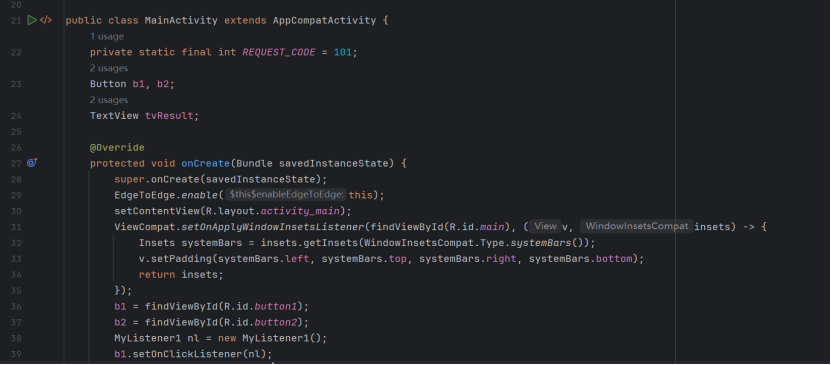 20
21 </> public class MainActivity extends AppCompatActivity {
1 usage
22 private static final int REQUEST_CODE = 101;
2 usages
23 Button b1, b2;
2 usages
24 TextView tvResult;
25
26 @Override
27 protected void onCreate(Bundle savedInstanceState) {
28 super.onCreate(savedInstanceState);
29 EdgeToEdge.enable( $this$enableEdgeToEdge: this);
30 setContentView(R.layout.activity_main);
31 ViewCompat.setOnApplyWindowInsetsListener(findViewById(R.id.main), ( View v, WindowInsetsCompat insets) -> {
32 Insets systemBars = insets.getInsets(WindowInsetsCompat.Type.systemBars());
33 v.setPadding(systemBars.left, systemBars.top, systemBars.right, systemBars.bottom);
34 return insets;
35 });
36 b1 = findViewById(R.id.button1);
37 b2 = findViewById(R.id.button2);
38 MyListener1 nl = new MyListener1();
39 b1.setOnClickListener(nl);